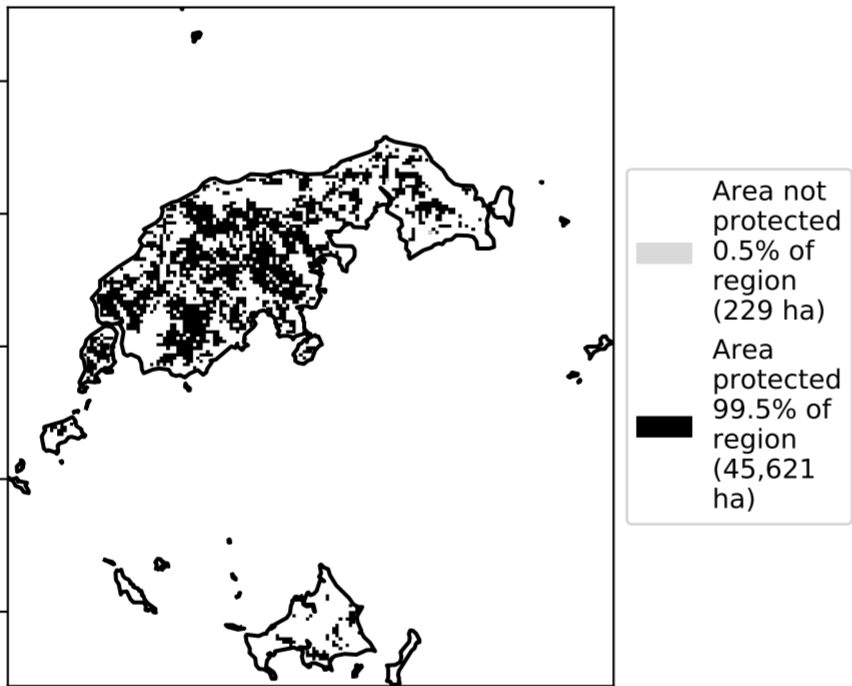 Area not
protected
0.5% of
region
(229 ha)
Area
protected
99.5% of
region
(45,621
ha)